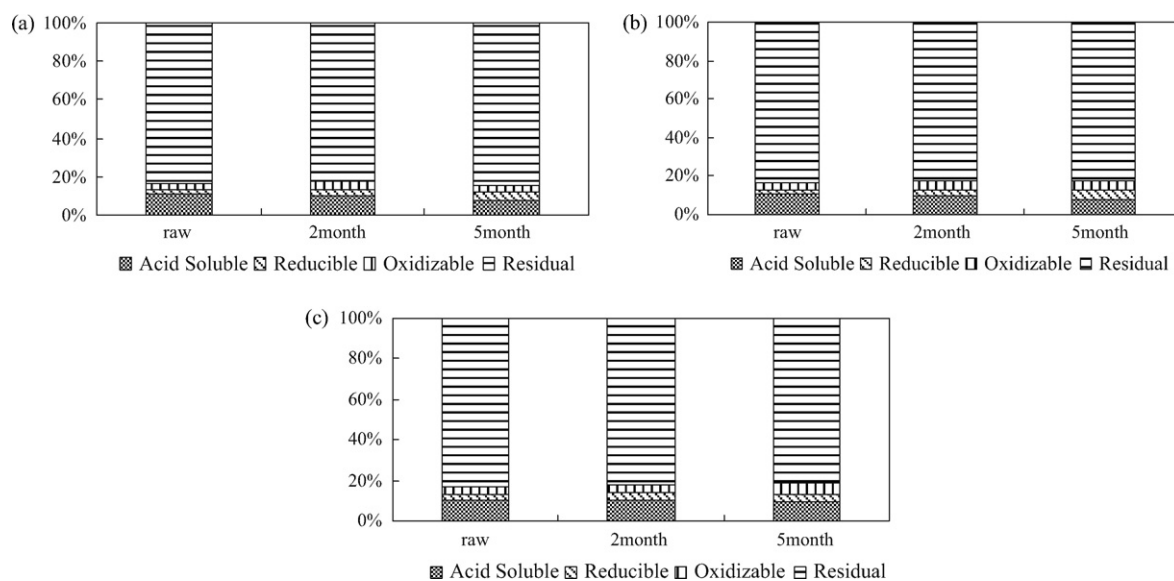 (a)
100%
80%
60%
40%
20%
0%
raw 2month 5month
Acid Soluble Reducible Oxidizable Residual
(b)
100%
80%
60%
40%
20%
0%
raw 2month 5month
Acid Soluble Reducible Oxidizable Residual
(c)
100%
80%
60%
40%
20%
0%
raw 2month 5month
Acid Soluble Reducible Oxidizable Residual